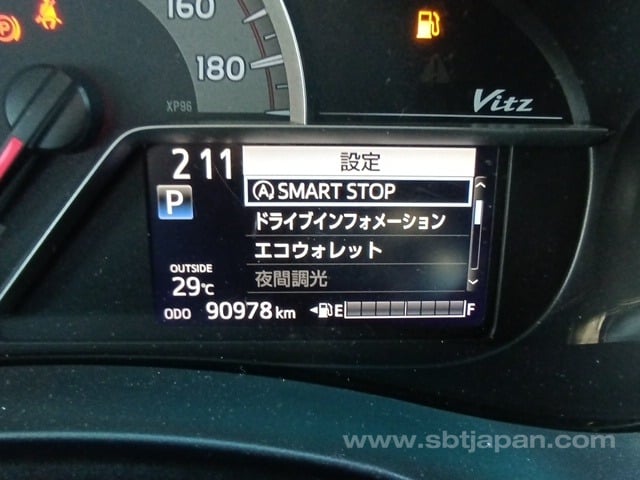 160
180
XP96
Vitz
2 11
設定
P
SMART STOP
ドライブインフォメーション
エコウォレット
夜間調光
OUTSIDE
29℃
ODO 90978 km
E F
www.sbtjapan.com